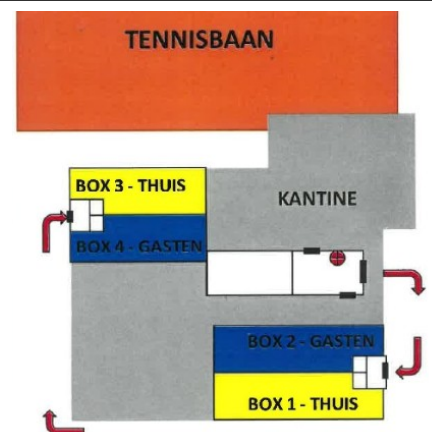 TENNISBAAN
BOX 3 - THUIS
KANTINE
BOX 4 - GASTEN
BOX 2 - GASTEN
BOX 1 - THUIS